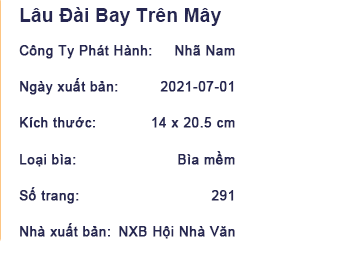 Lâu Đài Bay Trên Mây
Công Ty Phát Hành: Nhã Nam
Ngày xuất bản: 2021-07-01
Kích thước: 14 x 20.5 cm
Loại bìa: Bìa mềm
Số trang: 291
Nhà xuất bản: NXB Hội Nhà Văn